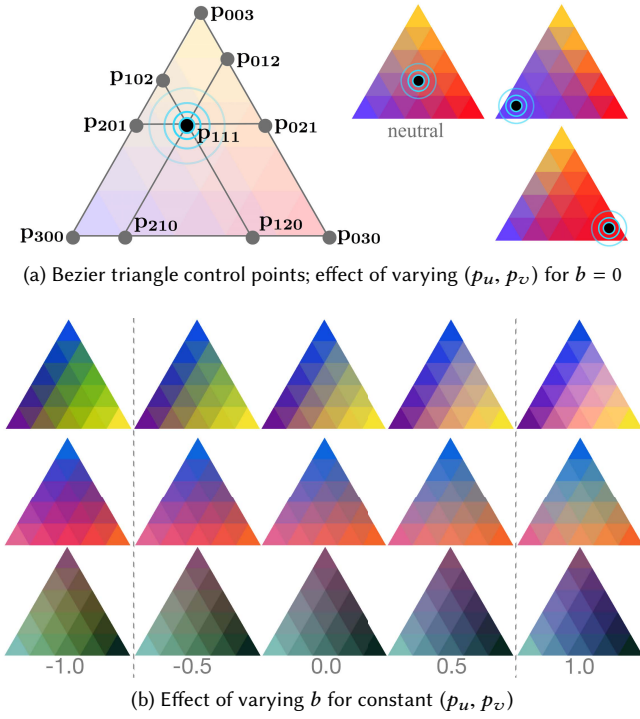 p003
p012
p102
p201
p111
p021
neutral
p210
p120
p300
p030
(a) Bezier triangle control points; effect of varying (pu, pv) for b = 0
-1.0 -0.5 0.0 0.5 1.0
(b) Effect of varying b for constant (pu, pv)